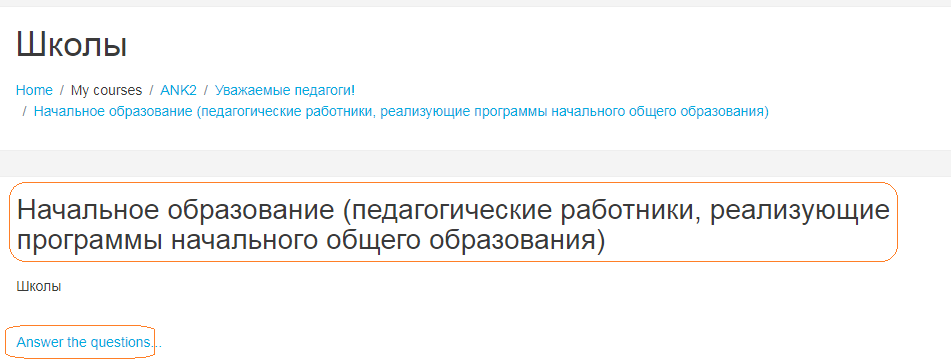 Школы
Home / My courses / ANK2 / Уважаемые педагоги!
/ Начальное образование (педагогические работники, реализующие программы начального общего образования)
Начальное образование (педагогические работники, реализующие
программы начального общего образования)
Школы
Answer the questions...